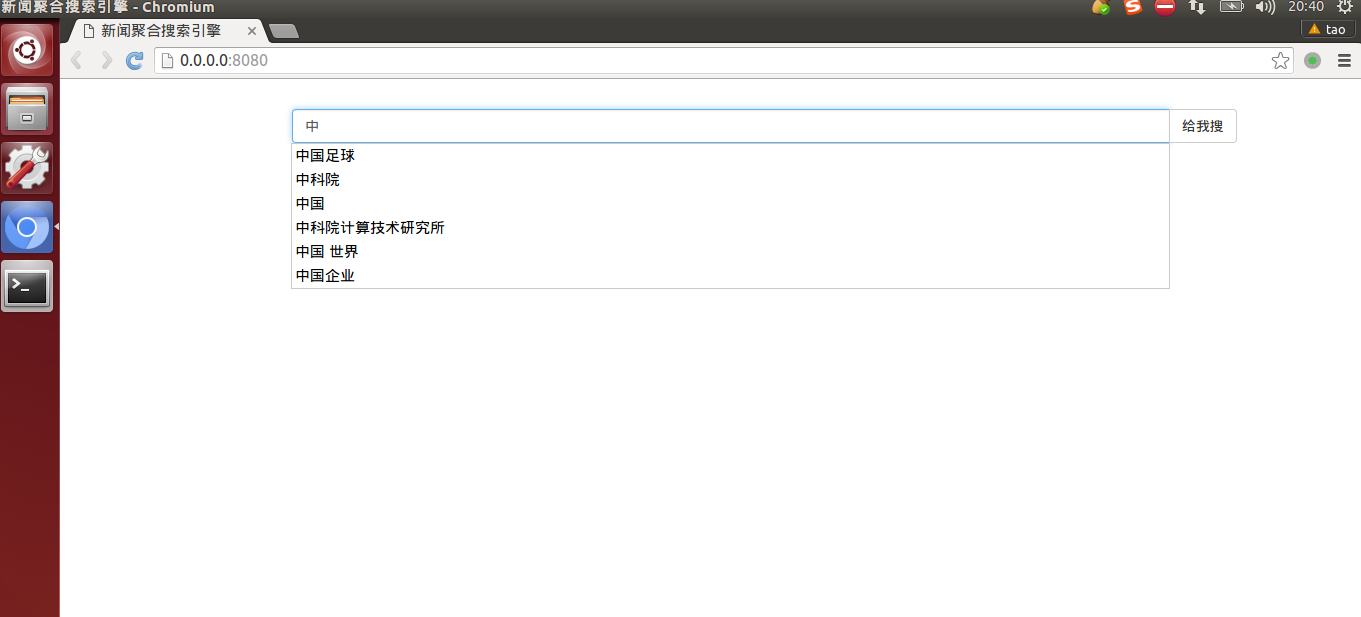 新闻聚合搜索引擎 - Chromium
20:40
新闻聚合搜索引擎
tao
0.0.0.0:8080
中
给我搜
中国足球
中科院
中国
中科院计算技术研究所
中国 世界
中国企业